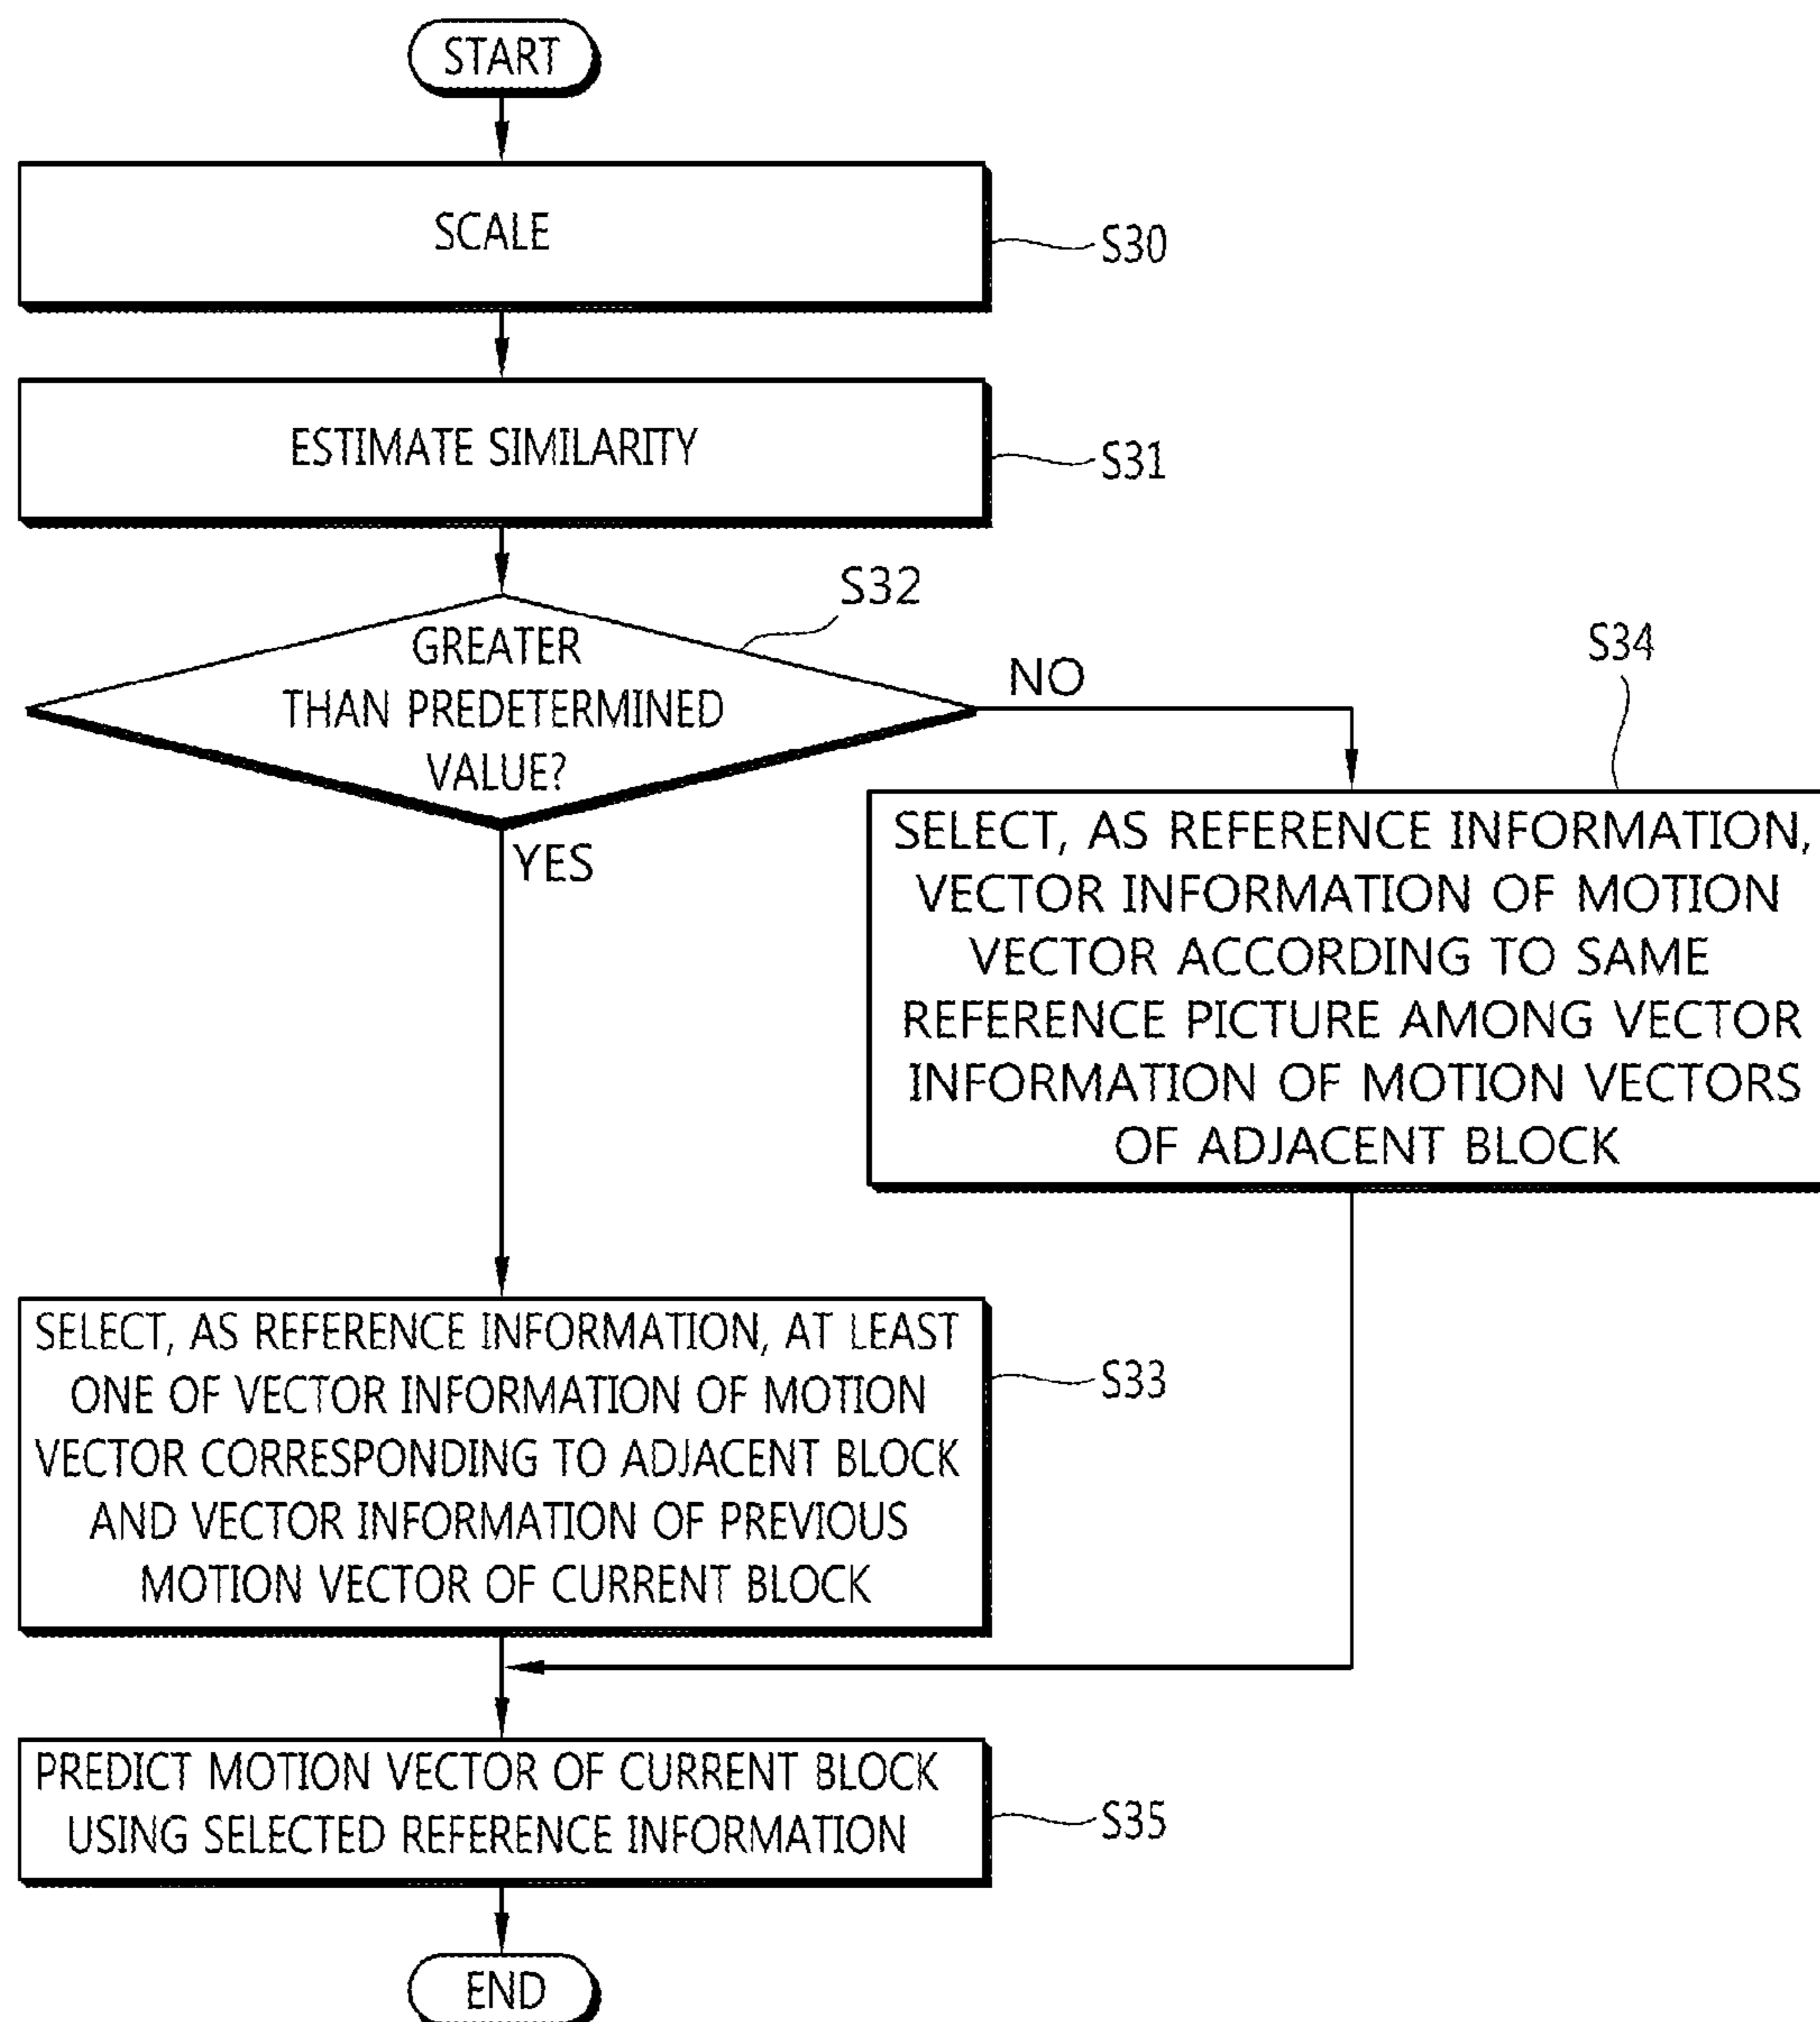 START
SCALE
S30
ESTIMATE SIMILARITY
S31
S32
GREATER
THAN PREDETERMINED
VALUE?
NO
YES
S34
SELECT, AS REFERENCE INFORMATION,
VECTOR INFORMATION OF MOTION
VECTOR ACCORDING TO SAME
REFERENCE PICTURE AMONG VECTOR
INFORMATION OF MOTION VECTORS
OF ADJACENT BLOCK
SELECT, AS REFERENCE INFORMATION, AT LEAST
ONE OF VECTOR INFORMATION OF MOTION
VECTOR CORRESPONDING TO ADJACENT BLOCK
AND VECTOR INFORMATION OF PREVIOUS
MOTION VECTOR OF CURRENT BLOCK
S33
PREDICT MOTION VECTOR OF CURRENT BLOCK
USING SELECTED REFERENCE INFORMATION
S35
END